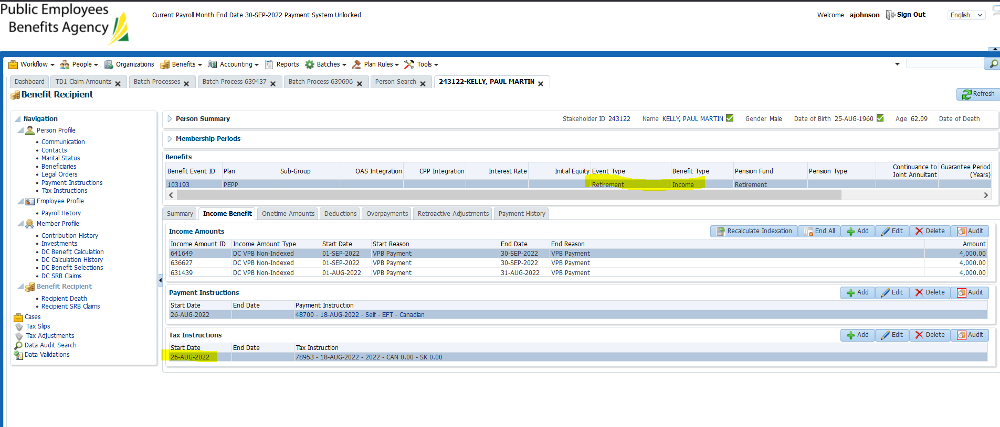 Public Employees
Benefits Agency
Current Payroll Month End Date 30-SEP-2022 Payment System Unlocked
Welcome ajohnson Sign Out English
Workflow People Organizations Benefits Accounting Reports Batches Plan Rules Tools
Dashboard TD1 Claim Amounts Batch Processes Batch Process-639437 Batch Process-639696 Person Search 243122-KELLY, PAUL MARTIN
Benefit Recipient
Refresh
Navigation
Person Profile
Communication
Contacts
Marital Status
Beneficiaries
Legal Orders
Payment Instructions
Tax Instructions
Employee Profile
Payroll History
Member Profile
Contribution History
Investments
DC Benefit Calculation
DC Calculation History
DC Benefit Selections
DC SRB Claims
Benefit Recipient
Recipient Death
Recipient SRB Claims
Cases
Tax Slips
Tax Adjustments
Data Audit Search
Data Validations
Person Summary Stakeholder ID 243122 Name KELLY, PAUL MARTIN Gender Male Date of Birth 25-AUG-1960 Age 62.09 Date of Death
Membership Periods
Benefits
Benefit Event ID Plan Sub-Group OAS Integration CPP Integration Interest Rate Initial Equity Event Type Benefit Type Pension Fund Pension Type Continuance to Joint Annuitant Guarantee Period (Years)
103193 PEPP Retirement Income Retirement
Summary Income Benefit Onetime Amounts Deductions Overpayments Retroactive Adjustments Payment History
Income Amounts Recalculate Indexation End All Add Edit Delete Audit
Income Amount ID Income Amount Type Start Date Start Reason End Date End Reason Amount
641649 DC VPB Non-Indexed 01-SEP-2022 VPB Payment 30-SEP-2022 VPB Payment 4,000.00
636627 DC VPB Non-Indexed 01-SEP-2022 VPB Payment 30-SEP-2022 VPB Payment 4,000.00
631439 DC VPB Non-Indexed 01-AUG-2022 VPB Payment 31-AUG-2022 VPB Payment 4,000.00
Payment Instructions Add Edit Delete Audit
Start Date End Date Payment Instruction
26-AUG-2022 48700 - 18-AUG-2022 - Self - EFT - Canadian
Tax Instructions Add Edit Delete Audit
Start Date End Date Tax Instruction
26-AUG-2022 78953 - 18-AUG-2022 - 2022 - CAN 0.00 - SK 0.00